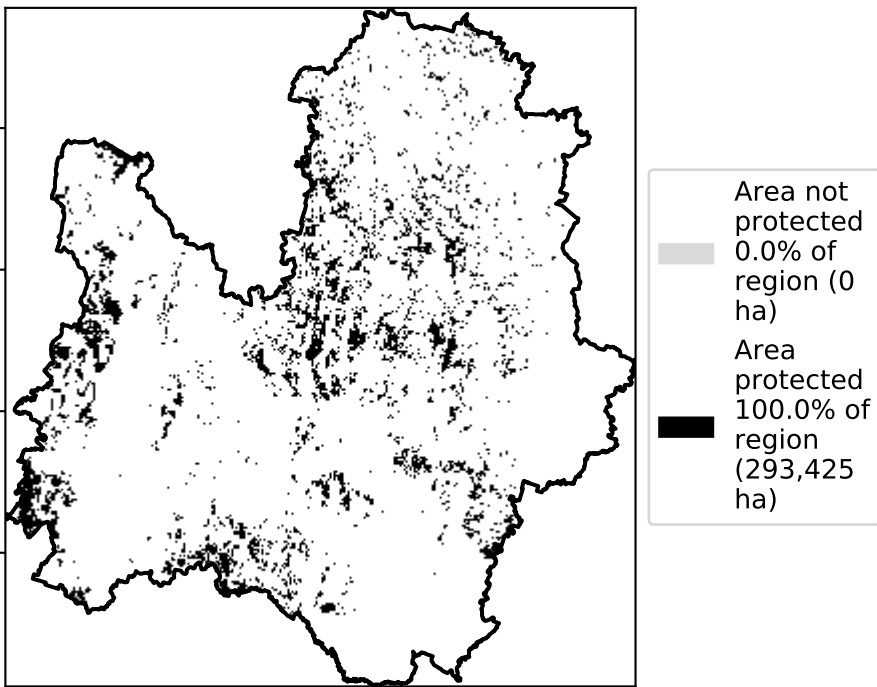 Area not
protected
0.0% of
region (0
ha)
Area
protected
100.0% of
region
(293,425
ha)